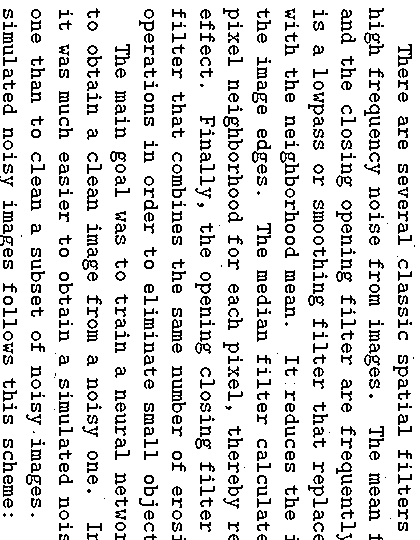 There are several classic spatial filters
high frequency noise from images. The mean f
and the closing opening filter are frequently
is a lowpass or smoothing filter that replace
with the neighborhood mean. It reduces the i
the image edges. The median filter calculate
pixel neighborhood for each pixel, thereby re
effect. Finally, the opening closing filter
filter that combines the same number of erosi
operations in order to eliminate small object
The main goal was to train a neural networ
to obtain a clean image from a noisy one. In
it was much easier to obtain a simulated nois
one than to clean a subset of noisy images.
simulated noisy images follows this scheme: